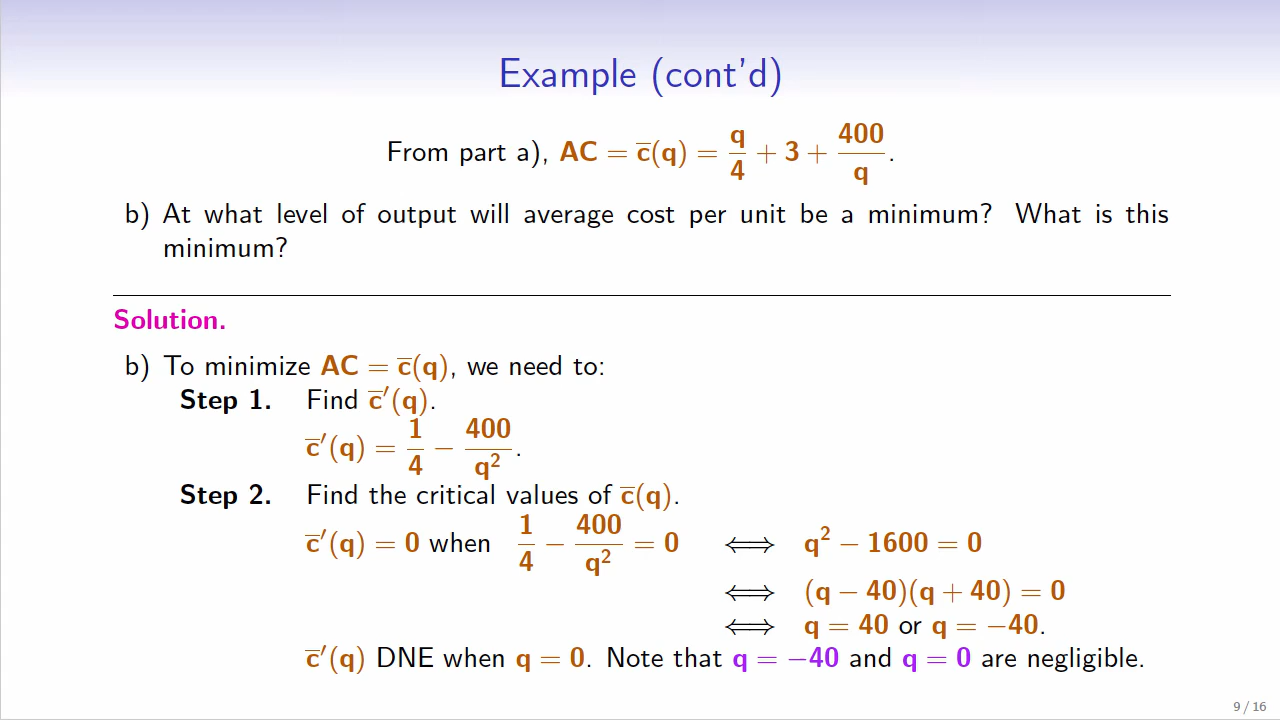 Example (cont'd)
From part a), AC = c̅(q) = q/4 + 3 + 400/q.
b) At what level of output will average cost per unit be a minimum? What is this
minimum?
Solution.
b) To minimize AC = c̅(q), we need to:
Step 1. Find c̅′(q).
c̅′(q) = 1/4 − 400/q².
Step 2. Find the critical values of c̅(q).
c̅′(q) = 0 when 1/4 − 400/q² = 0 ⟺ q² − 1600 = 0
⟺ (q − 40)(q + 40) = 0
⟺ q = 40 or q = −40.
c̅′(q) DNE when q = 0. Note that q = −40 and q = 0 are negligible.
9 / 16